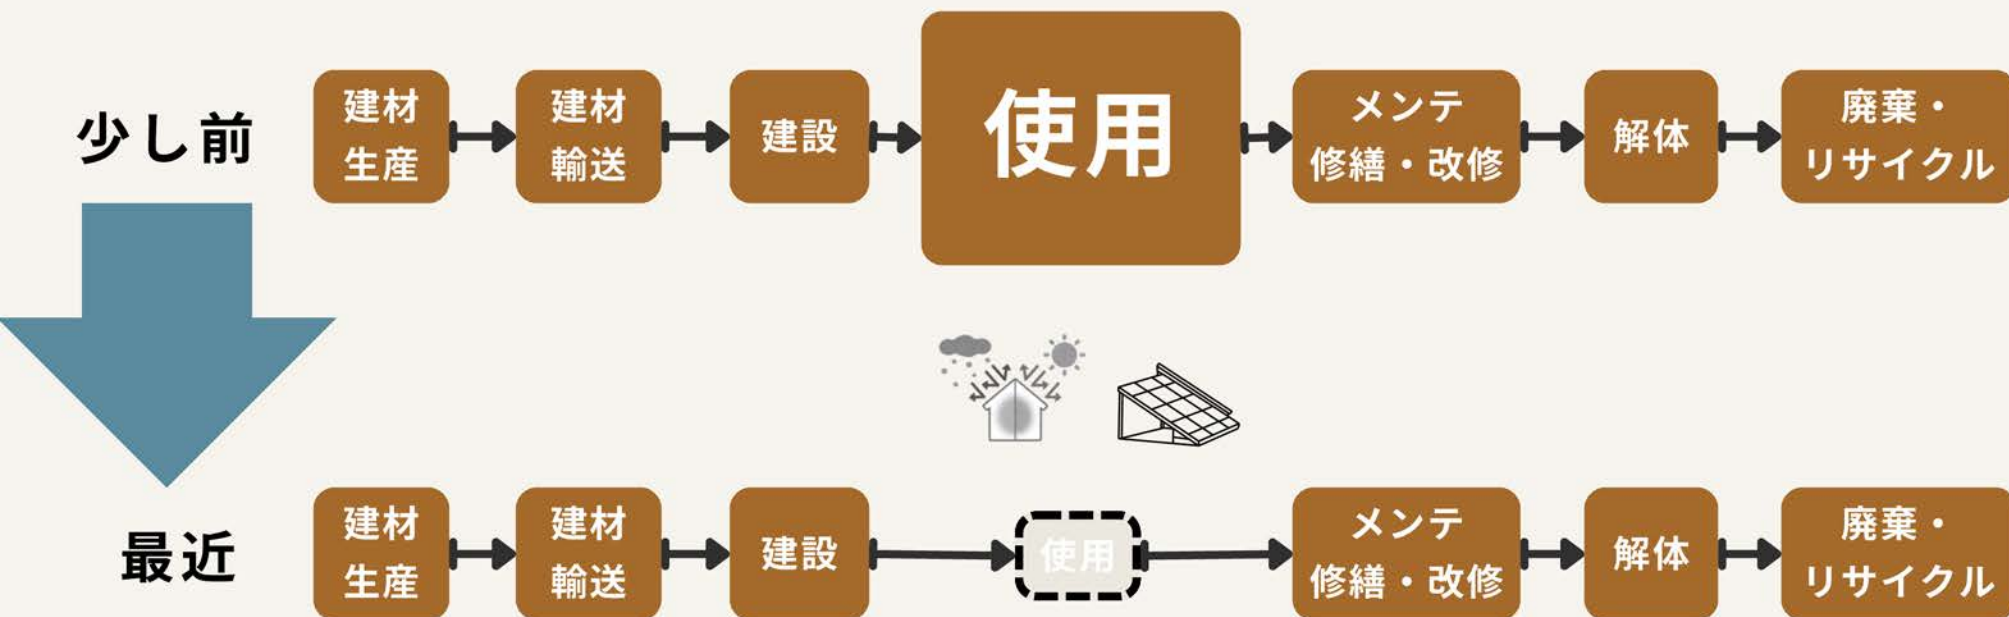 少し前
建材
生産
建材
輸送
建設
使用
メンテ
修繕・改修
解体
廃棄・
リサイクル
最近
建材
生産
建材
輸送
建設
使用
メンテ
修繕・改修
解体
廃棄・
リサイクル